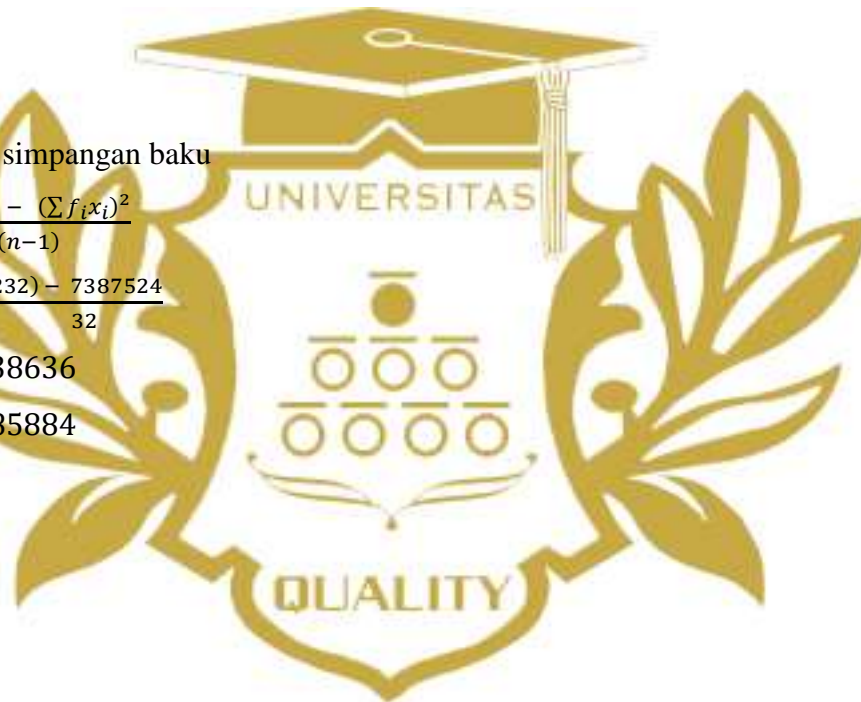 simpangan baku
UNIVERSITAS
− (∑fᵢxᵢ)²
(n−1)
232) − 7387524
32
38636
35884
QUALITY